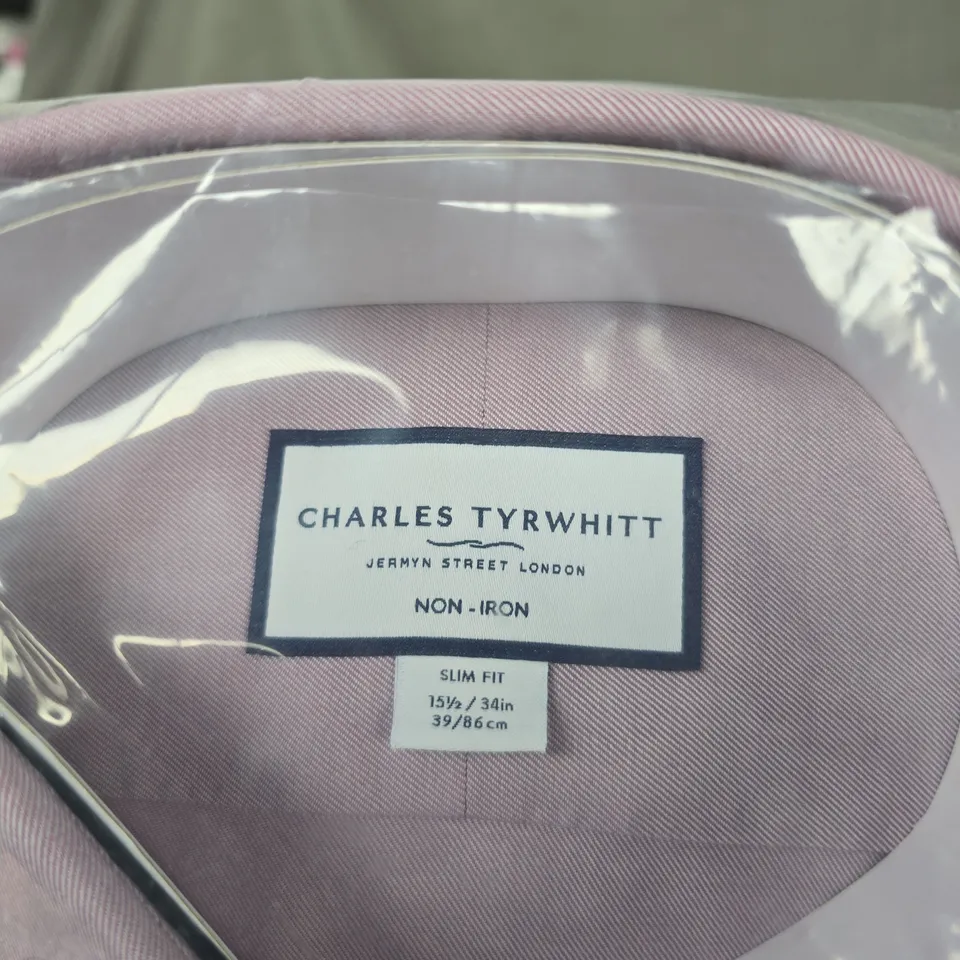 CHARLES TYRWHITT
JERMYN STREET LONDON
NON-IRON
SLIM FIT
15½ / 34in
39/86cm